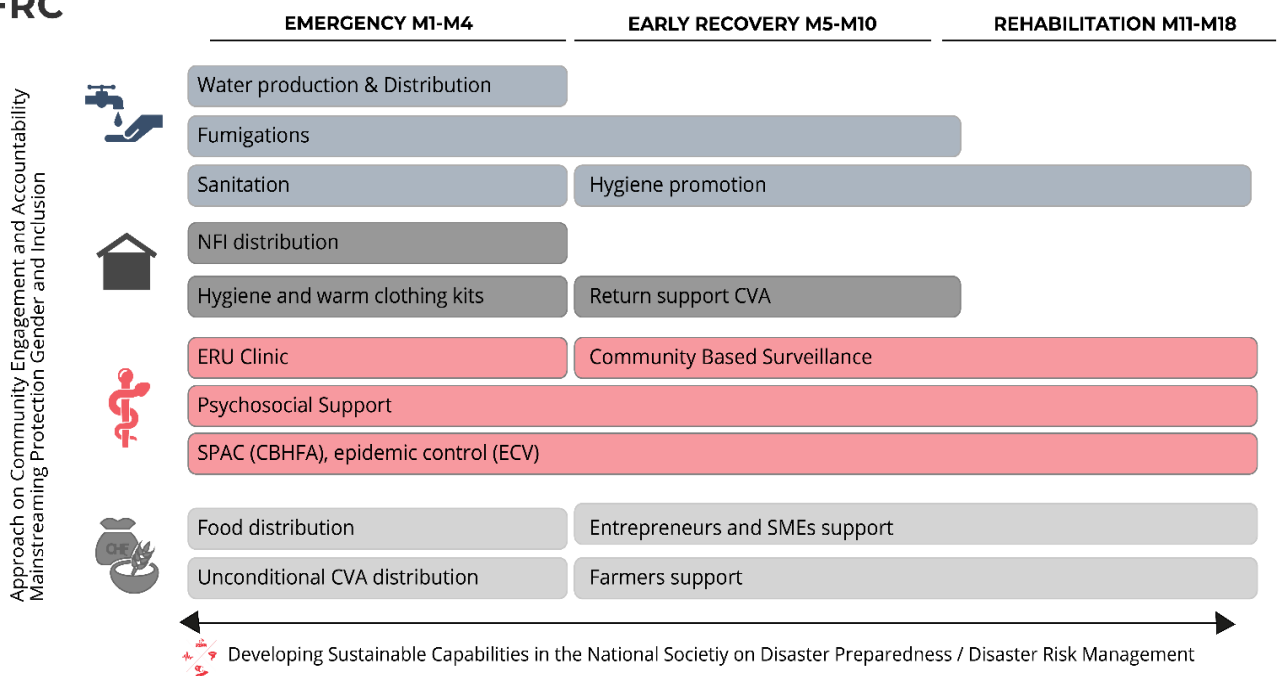 FRC
EMERGENCY M1-M4
EARLY RECOVERY M5-M10
REHABILITATION M11-M18
Approach on Community Engagement and Accountability
Mainstreaming Protection Gender and Inclusion
Water production & Distribution
Fumigations
Sanitation
Hygiene promotion
NFI distribution
Hygiene and warm clothing kits
Return support CVA
ERU Clinic
Community Based Surveillance
Psychosocial Support
SPAC (CBHFA), epidemic control (ECV)
CHF
Food distribution
Entrepreneurs and SMEs support
Unconditional CVA distribution
Farmers support
Developing Sustainable Capabilities in the National Societiy on Disaster Preparedness / Disaster Risk Management